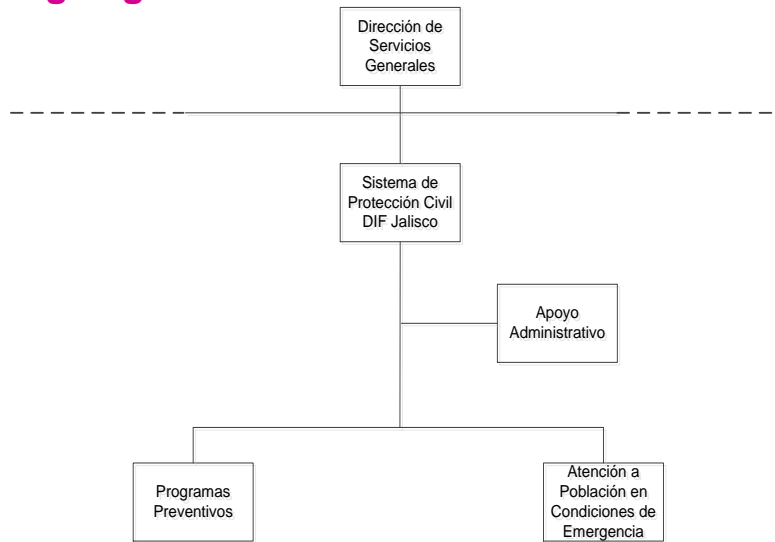 Dirección de
Servicios
Generales
Sistema de
Protección Civil
DIF Jalisco
Apoyo
Administrativo
Programas
Preventivos
Atención a
Población en
Condiciones de
Emergencia